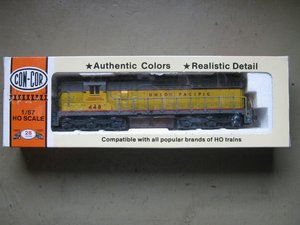 ★Authentic Colors ★Realistic Detail
CON-COR
1/87
HO SCALE
28
UNION PACIFIC
448
Compatible with all popular brands of HO trains